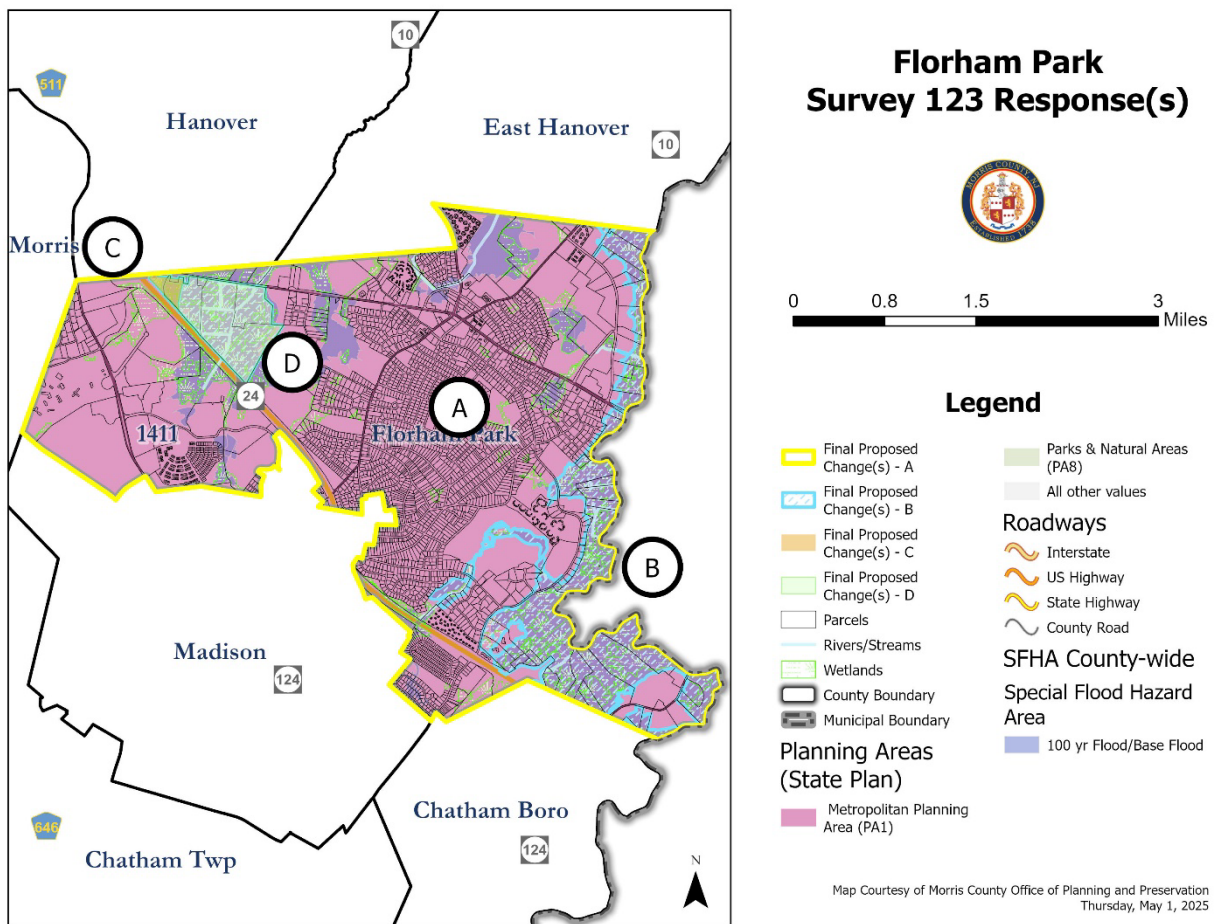 10
511
Hanover
East Hanover
10
Morris
C
D
24
A
1411
Florham Park
B
Madison
124
Chatham Boro
646
124
Chatham Twp
N
Florham Park
Survey 123 Response(s)
MORRIS COUNTY, NJ
ESTABLISHED 1738
0 0.8 1.5 3
Miles
Legend
Final Proposed
Change(s) - A
Final Proposed
Change(s) - B
Final Proposed
Change(s) - C
Final Proposed
Change(s) - D
Parcels
Rivers/Streams
Wetlands
County Boundary
Municipal Boundary
Planning Areas
(State Plan)
Metropolitan Planning
Area (PA1)
Parks & Natural Areas
(PA8)
All other values
Roadways
Interstate
US Highway
State Highway
County Road
SFHA County-wide
Special Flood Hazard
Area
100 yr Flood/Base Flood
Map Courtesy of Morris County Office of Planning and Preservation
Thursday, May 1, 2025